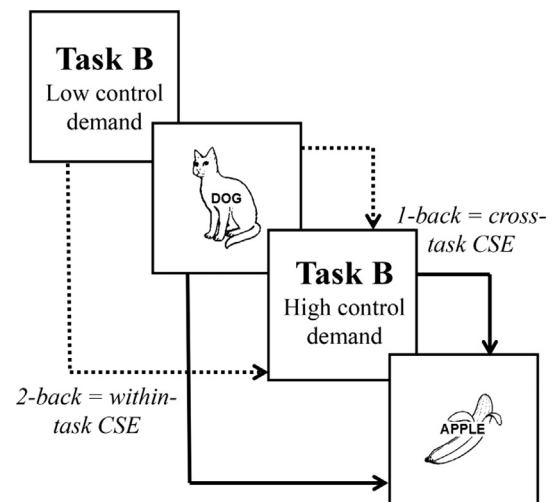 Task B
Low control
demand
DOG
1-back = cross-
task CSE
Task B
High control
demand
2-back = within-
task CSE
APPLE